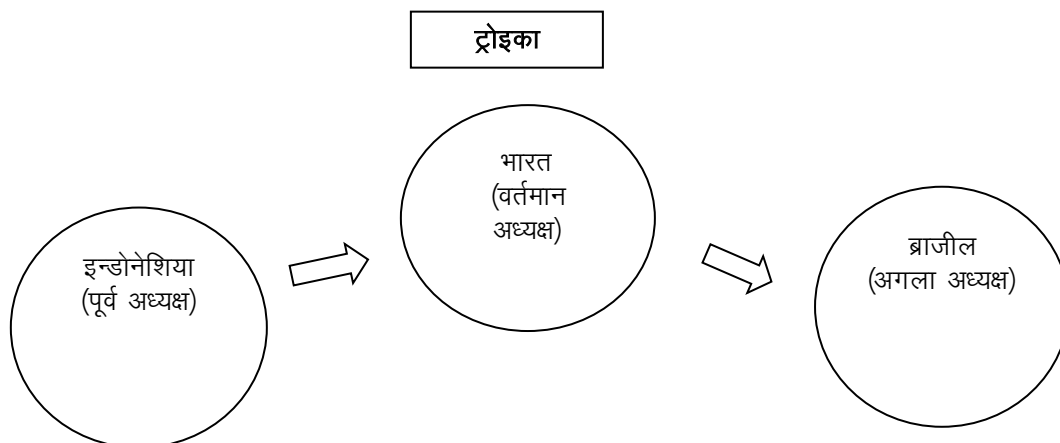 ट्रोइका
भारत
(वर्तमान
अध्यक्ष)
इन्डोनेशिया
(पूर्व अध्यक्ष)
ब्राजील
(अगला अध्यक्ष)